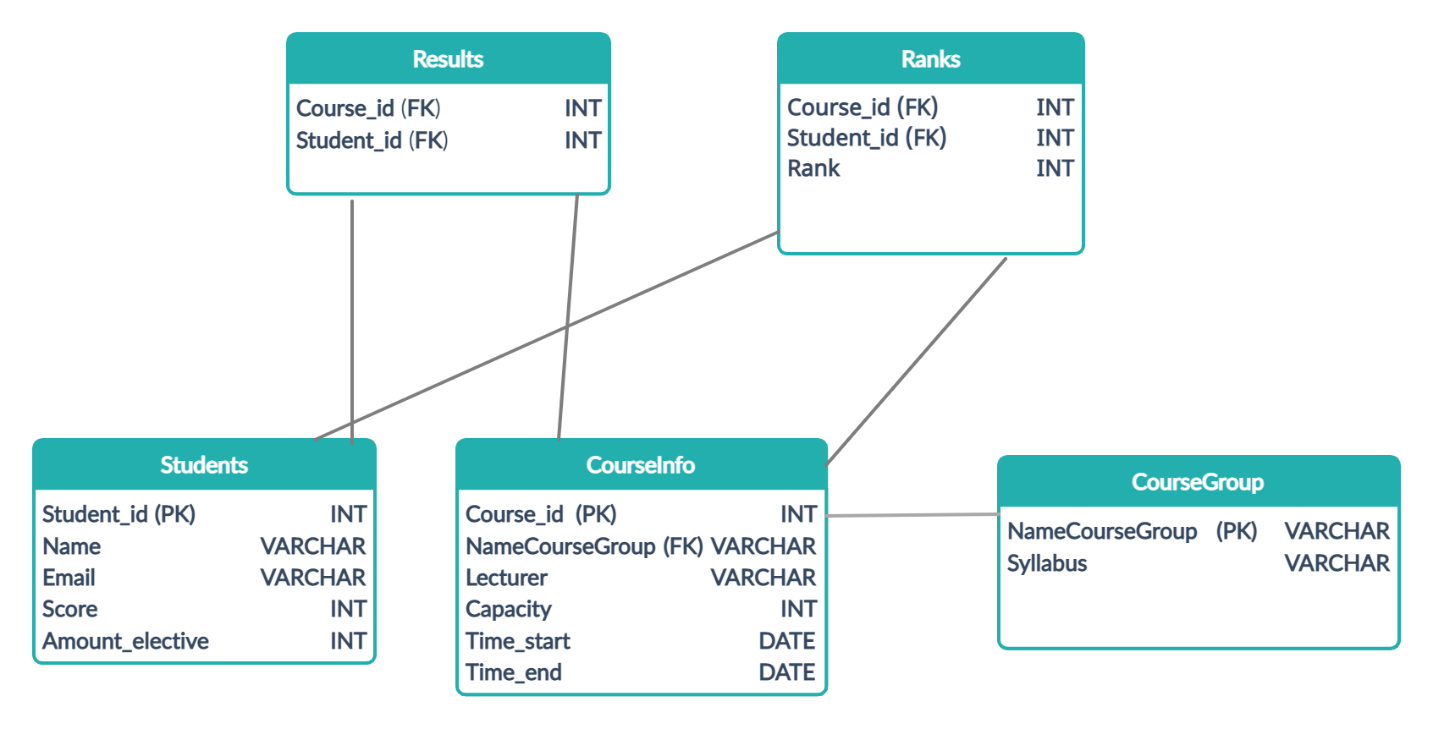 Results
Course_id (FK) INT
Student_id (FK) INT
Ranks
Course_id (FK) INT
Student_id (FK) INT
Rank INT
Students
Student_id (PK) INT
Name VARCHAR
Email VARCHAR
Score INT
Amount_elective INT
CourseInfo
Course_id (PK) INT
NameCourseGroup (FK) VARCHAR
Lecturer VARCHAR
Capacity INT
Time_start DATE
Time_end DATE
CourseGroup
NameCourseGroup (PK) VARCHAR
Syllabus VARCHAR